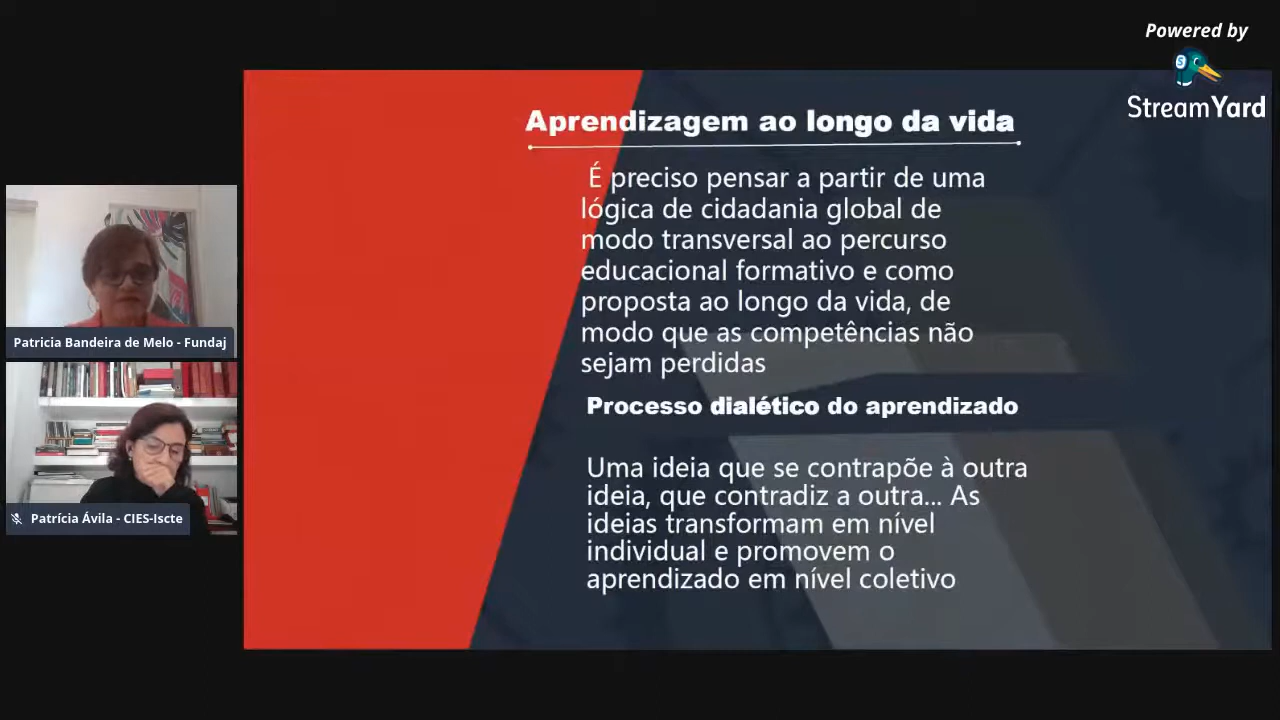 Powered by
StreamYard
Aprendizagem ao longo da vida
É preciso pensar a partir de uma
lógica de cidadania global de
modo transversal ao percurso
educacional formativo e como
proposta ao longo da vida, de
modo que as competências não
sejam perdidas
Processo dialético do aprendizado
Uma ideia que se contrapõe à outra
ideia, que contradiz a outra... As
ideias transformam em nível
individual e promovem o
aprendizado em nível coletivo
Patricia Bandeira de Melo - Fundaj
Patrícia Ávila - CIES-Iscte